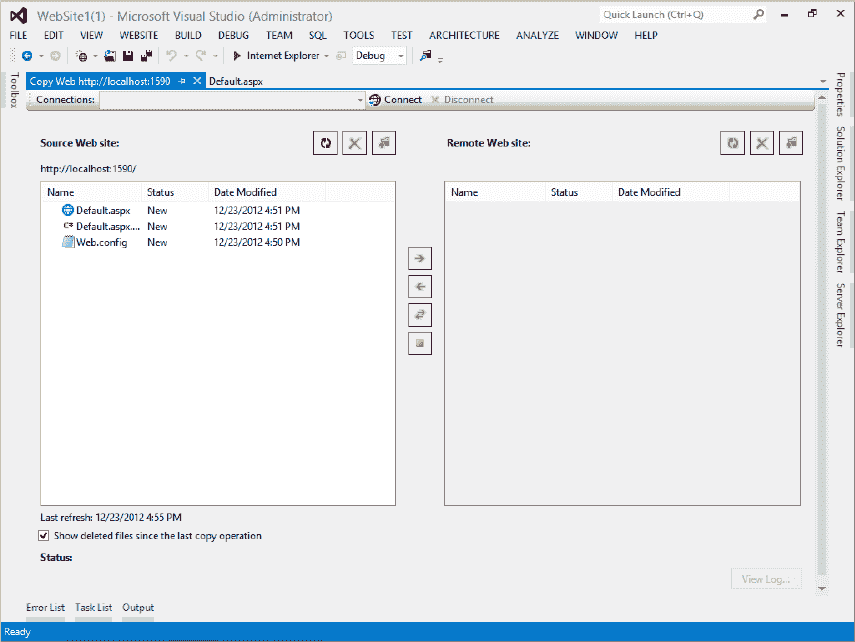 WebSite1(1) - Microsoft Visual Studio (Administrator)
Quick Launch (Ctrl+Q)
FILE EDIT VIEW WEBSITE BUILD DEBUG TEAM SQL TOOLS TEST ARCHITECTURE ANALYZE WINDOW HELP
Internet Explorer Debug
Toolbox
Copy Web http://localhost:1590 Default.aspx
Connections: Connect Disconnect
Source Web site:
http://localhost:1590/
Name Status Date Modified
Default.aspx New 12/23/2012 4:51 PM
C# Default.aspx.... New 12/23/2012 4:51 PM
Web.config New 12/23/2012 4:50 PM
Last refresh: 12/23/2012 4:55 PM
Show deleted files since the last copy operation
Status:
Remote Web site:
Name Status Date Modified
View Log...
Properties
Solution Explorer
Team Explorer
Server Explorer
Error List Task List Output
Ready